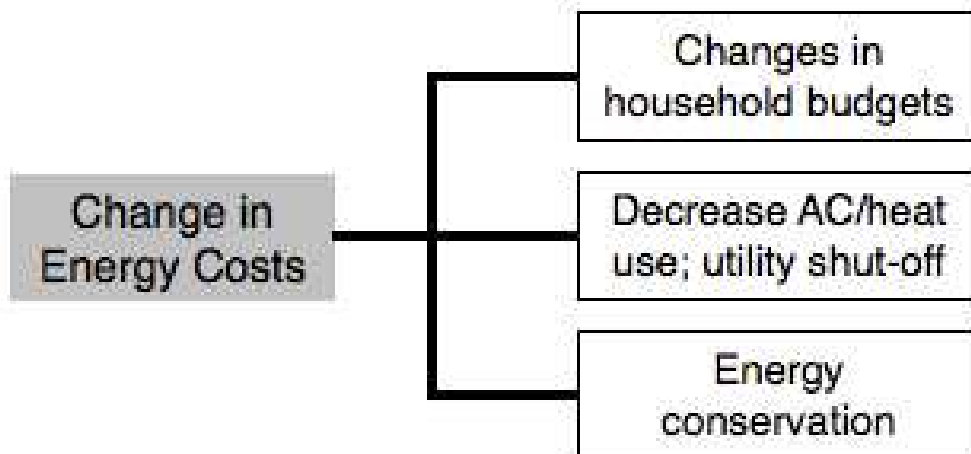 Change in
Energy Costs
Changes in
household budgets
Decrease AC/heat
use; utility shut-off
Energy
conservation